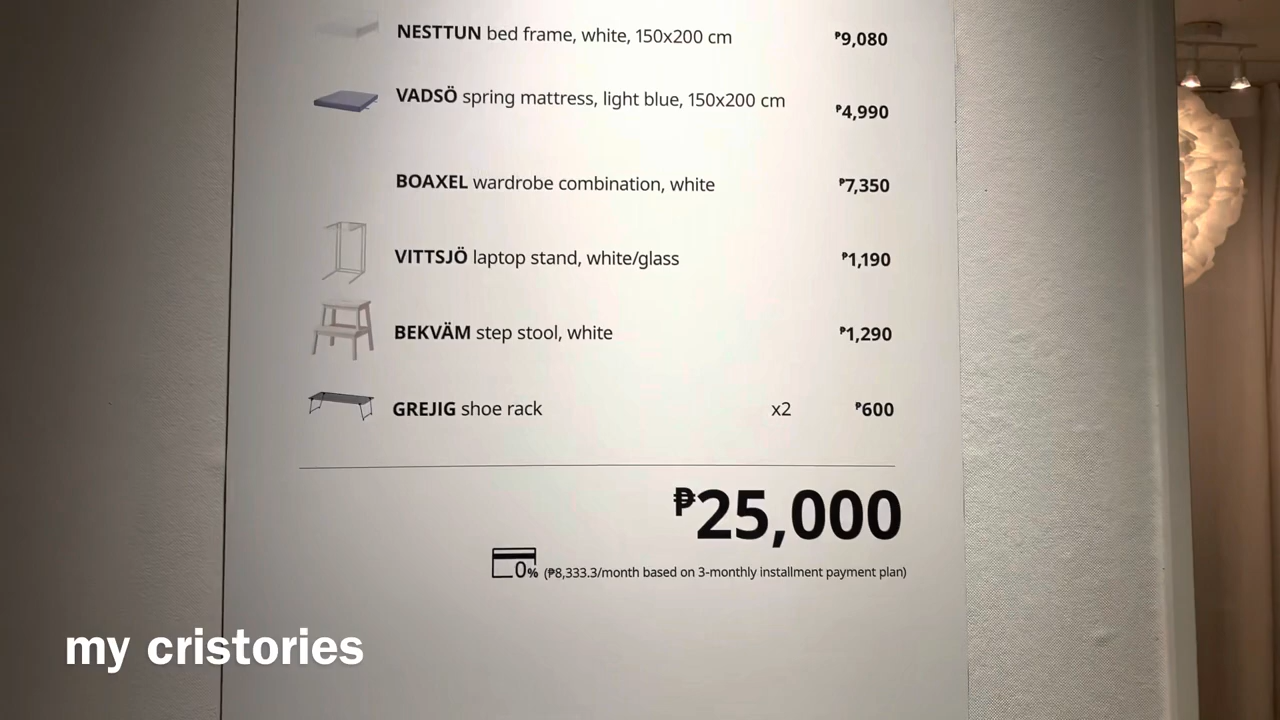 NESTTUN bed frame, white, 150x200 cm ₱9,080
VADSÖ spring mattress, light blue, 150x200 cm ₱4,990
BOAXEL wardrobe combination, white ₱7,350
VITTSJÖ laptop stand, white/glass ₱1,190
BEKVÄM step stool, white ₱1,290
GREJIG shoe rack x2 ₱600
₱25,000
0% (₱8,333.3/month based on 3-monthly installment payment plan)
my cristories